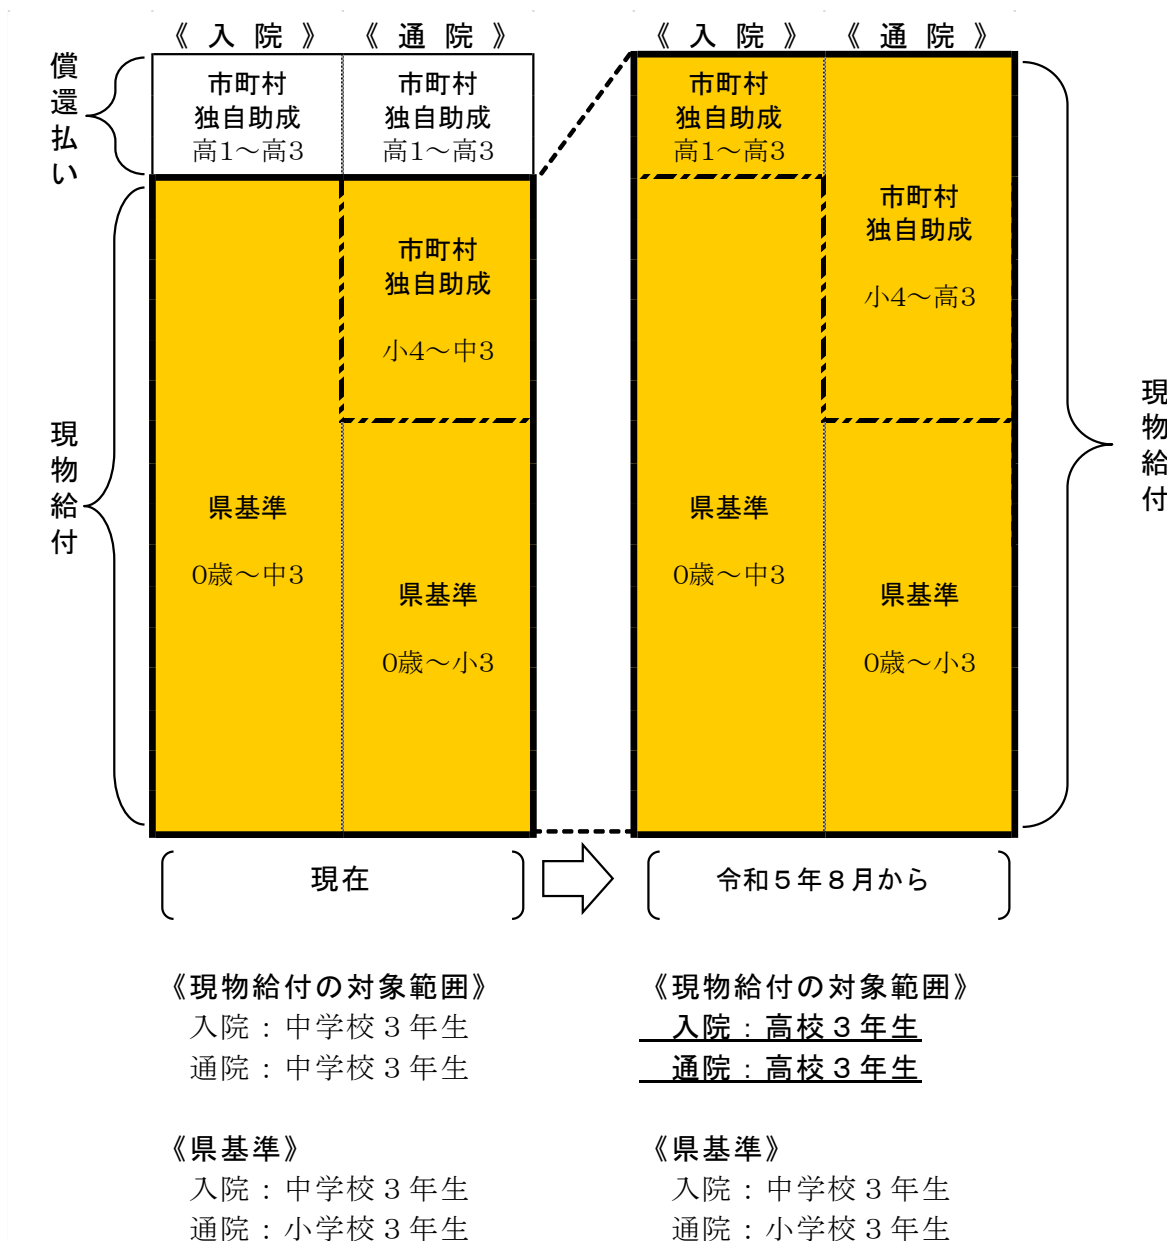 《 入 院 》 《 通 院 》
償還払い
市町村
独自助成
高1～高3
市町村
独自助成
高1～高3
現物給付
県基準
0歳～中3
市町村
独自助成
小4～中3
県基準
0歳～小3
現在
《 入 院 》 《 通 院 》
市町村
独自助成
高1～高3
県基準
0歳～中3
市町村
独自助成
小4～高3
県基準
0歳～小3
現物給付
令和５年８月から
《現物給付の対象範囲》
入院：中学校３年生
通院：中学校３年生
《県基準》
入院：中学校３年生
通院：小学校３年生
《現物給付の対象範囲》
入院：高校３年生
通院：高校３年生
《県基準》
入院：中学校３年生
通院：小学校３年生